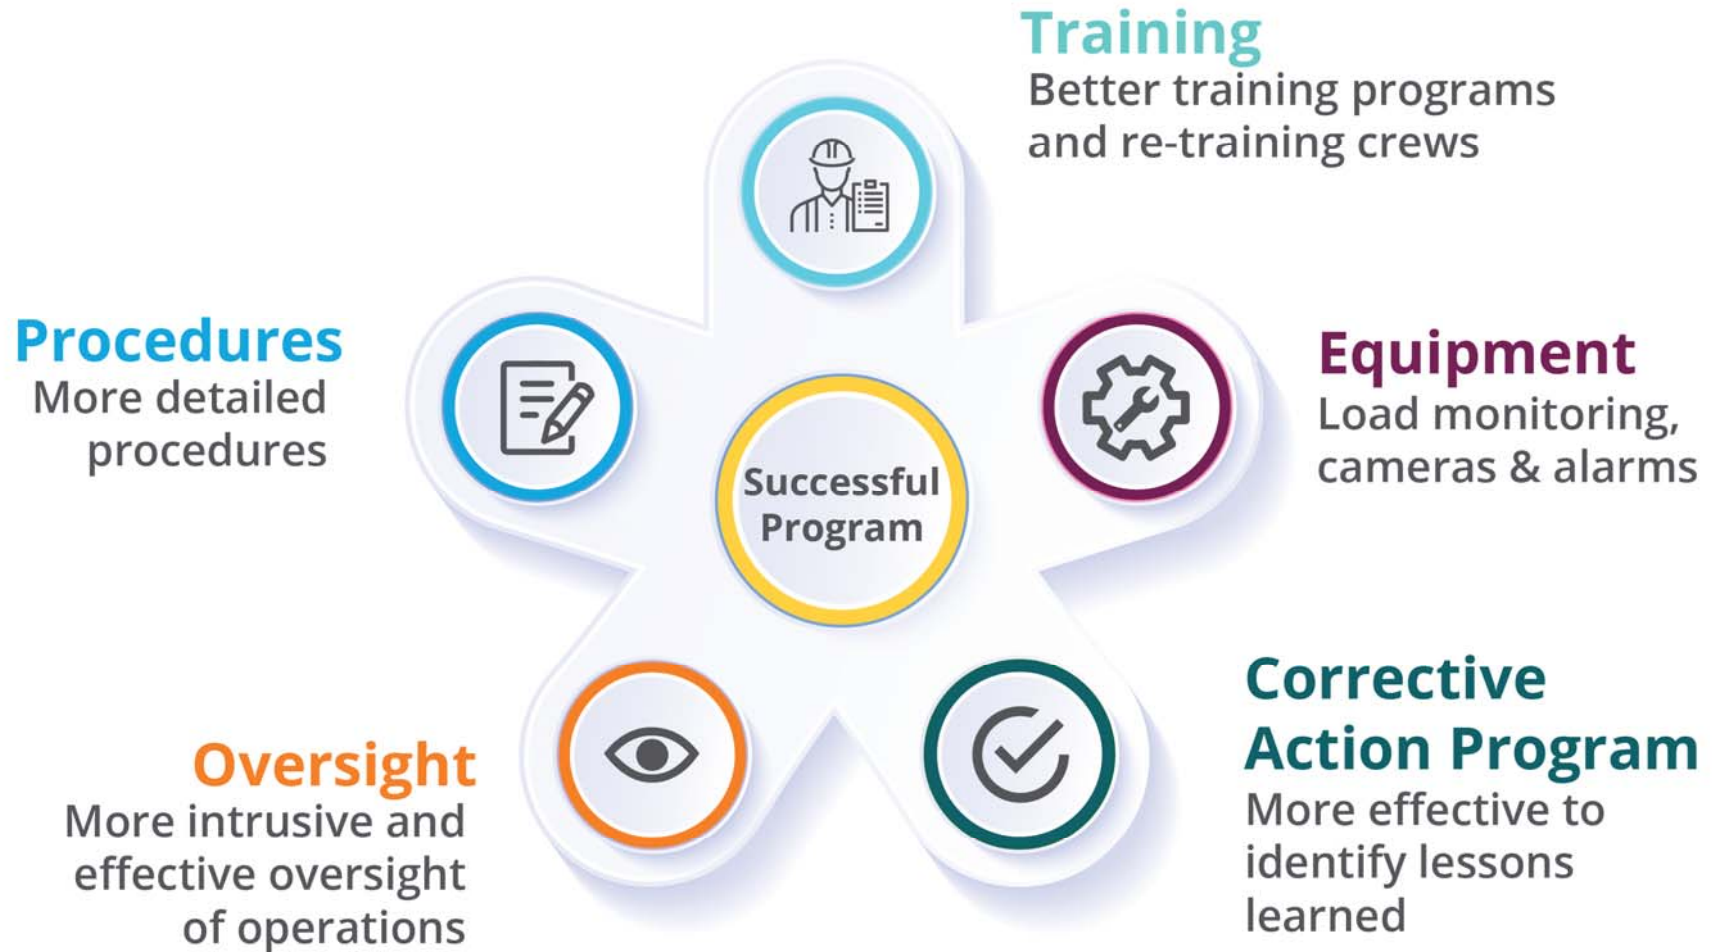 Training
Better training programs
and re-training crews
Procedures
More detailed
procedures
Equipment
Load monitoring,
cameras & alarms
Successful
Program
Oversight
More intrusive and
effective oversight
of operations
Corrective
Action Program
More effective to
identify lessons
learned